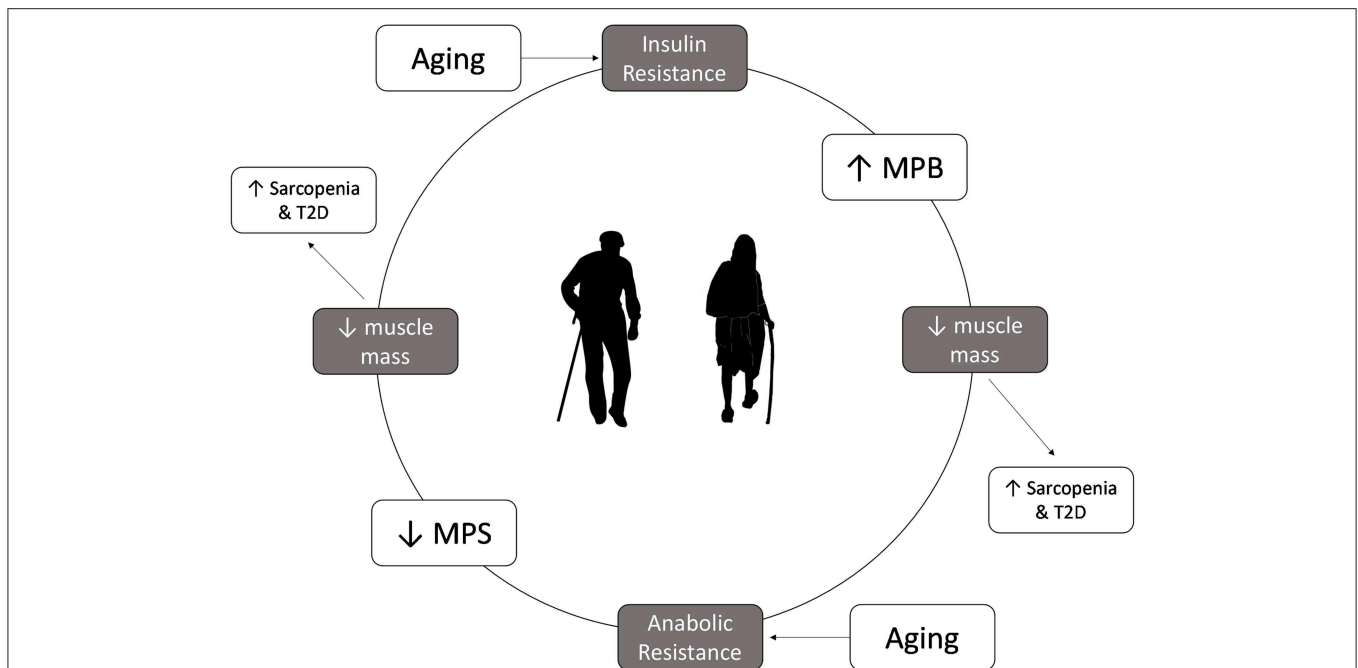 Aging
Insulin
Resistance
↑ MPB
↑ Sarcopenia
& T2D
↓ muscle
mass
↓ muscle
mass
↑ Sarcopenia
& T2D
↓ MPS
Anabolic
Resistance
Aging